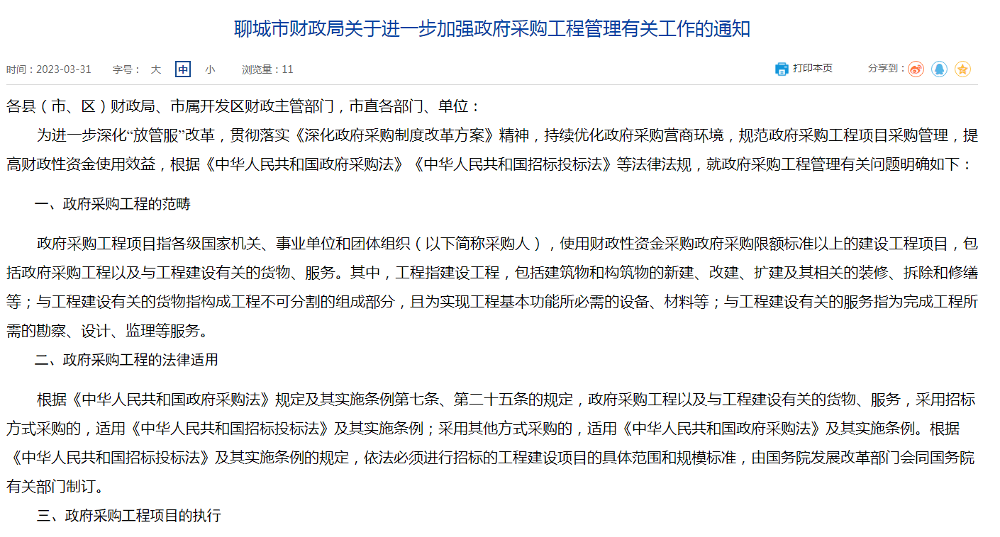 聊城市财政局关于进一步加强政府采购工程管理有关工作的通知
时间：2023-03-31 字号： 大 中 小 浏览量：11 打印本页 分享到：
各县（市、区）财政局、市属开发区财政主管部门，市直各部门、单位：
为进一步深化“放管服”改革，贯彻落实《深化政府采购制度改革方案》精神，持续优化政府采购营商环境，规范政府采购工程项目采购管理，提
高财政性资金使用效益，根据《中华人民共和国政府采购法》《中华人民共和国招标投标法》等法律法规，就政府采购工程管理有关问题明确如下：
一、政府采购工程的范畴
政府采购工程项目指各级国家机关、事业单位和团体组织（以下简称采购人），使用财政性资金采购政府采购限额标准以上的建设工程项目，包
括政府采购工程以及与工程建设有关的货物、服务。其中，工程指建设工程，包括建筑物和构筑物的新建、改建、扩建及其相关的装修、拆除和修缮
等；与工程建设有关的货物指构成工程不可分割的组成部分，且为实现工程基本功能所必需的设备、材料等；与工程建设有关的服务指为完成工程所
需的勘察、设计、监理等服务。
二、政府采购工程的法律适用
根据《中华人民共和国政府采购法》规定及其实施条例第七条、第二十五条的规定，政府采购工程以及与工程建设有关的货物、服务，采用招标
方式采购的，适用《中华人民共和国招标投标法》及其实施条例；采用其他方式采购的，适用《中华人民共和国政府采购法》及其实施条例。根据
《中华人民共和国招标投标法》及其实施条例的规定，依法必须进行招标的工程建设项目的具体范围和规模标准，由国务院发展改革部门会同国务院
有关部门制订。
三、政府采购工程项目的执行